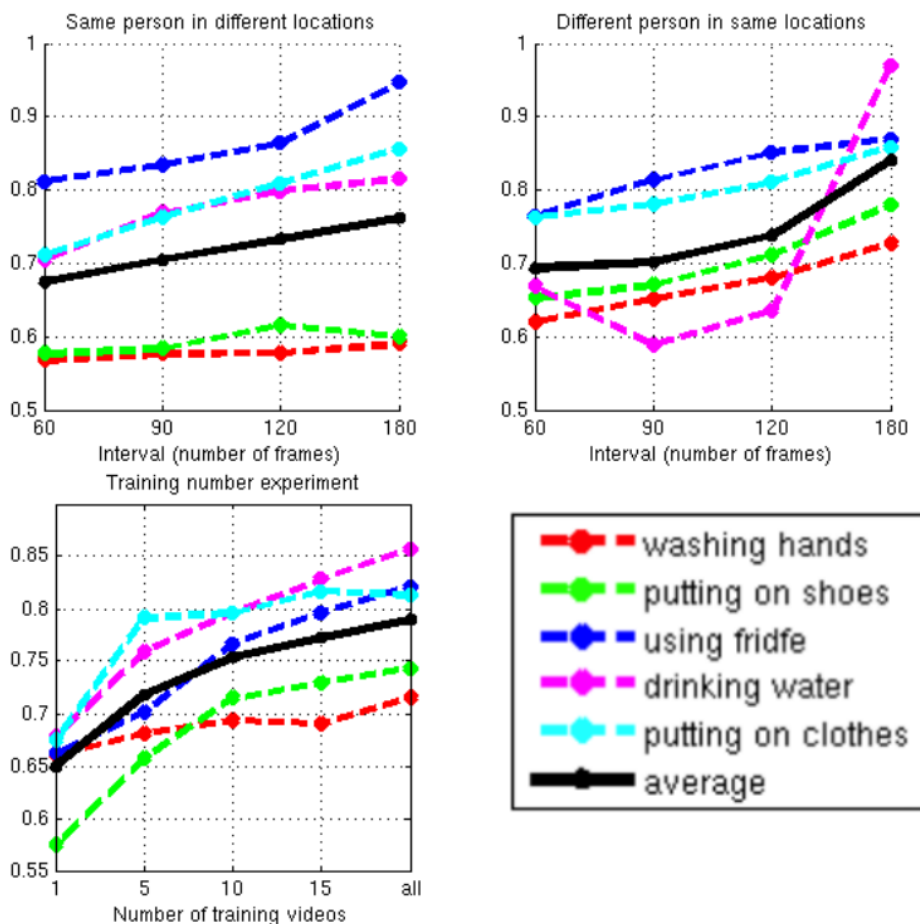 Same person in different locations
1
0.9
0.8
0.7
0.6
0.5
60 90 120 180
Interval (number of frames)
Different person in same locations
1
0.9
0.8
0.7
0.6
0.5
60 90 120 180
Interval (number of frames)
Training number experiment
0.85
0.8
0.75
0.7
0.65
0.6
0.55
1 5 10 15 all
Number of training videos
washing hands
putting on shoes
using fridfe
drinking water
putting on clothes
average